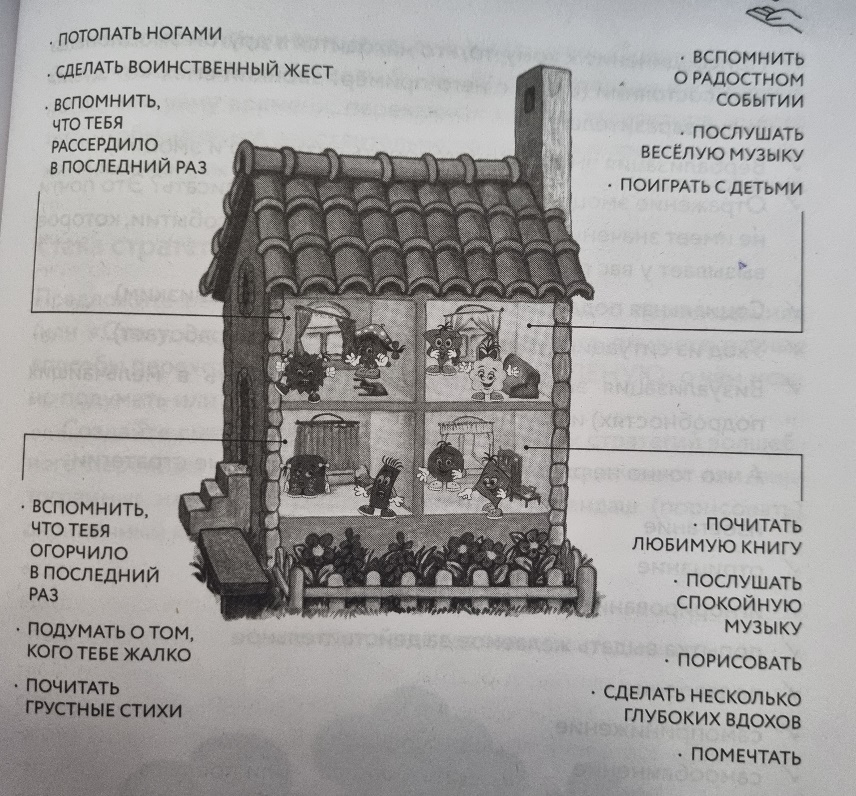 · ПОТОПАТЬ НОГАМИ
· СДЕЛАТЬ ВОИНСТВЕННЫЙ ЖЕСТ
· ВСПОМНИТЬ,
ЧТО ТЕБЯ
РАССЕРДИЛО
В ПОСЛЕДНИЙ РАЗ
· ВСПОМНИТЬ
О РАДОСТНОМ
СОБЫТИИ
· ПОСЛУШАТЬ
ВЕСЁЛУЮ МУЗЫКУ
· ПОИГРАТЬ С ДЕТЬМИ
· ВСПОМНИТЬ,
ЧТО ТЕБЯ
ОГОРЧИЛО
В ПОСЛЕДНИЙ
РАЗ
· ПОДУМАТЬ О ТОМ,
КОГО ТЕБЕ ЖАЛКО
· ПОЧИТАТЬ
ГРУСТНЫЕ СТИХИ
· ПОЧИТАТЬ
ЛЮБИМУЮ КНИГУ
· ПОСЛУШАТЬ
СПОКОЙНУЮ
МУЗЫКУ
· ПОРИСОВАТЬ
· СДЕЛАТЬ НЕСКОЛЬКО
ГЛУБОКИХ ВДОХОВ
· ПОМЕЧТАТЬ